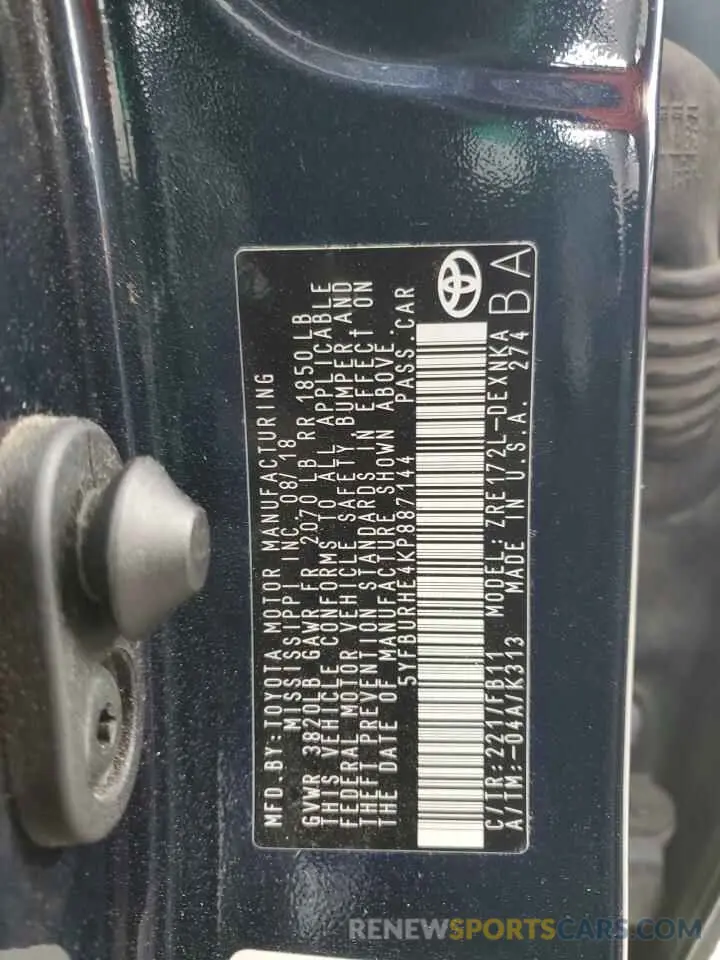 MFD.BY:TOYOTA MOTOR MANUFACTURING
MISSISSIPPI INC.08/18
GVWR 3820LB GAWR FR 2070 LB RR 1850 LB
THIS VEHICLE CONFORMS TO ALL APPLICABLE
FEDERAL MOTOR VEHICLE SAFETY, BUMPER AND
THEFT PREVENTION STANDARDS IN EFFECT ON
THE DATE OF MANUFACTURE SHOWN ABOVE.
5YFBURHE4KP887144 PASS.CAR
C/TR:2217/FB11 MODEL:ZRE172L-DEXNKA
A/TM:-04A/K313 MADE IN U.S.A. 274
BA
RENEWSPORTSCARS.COM